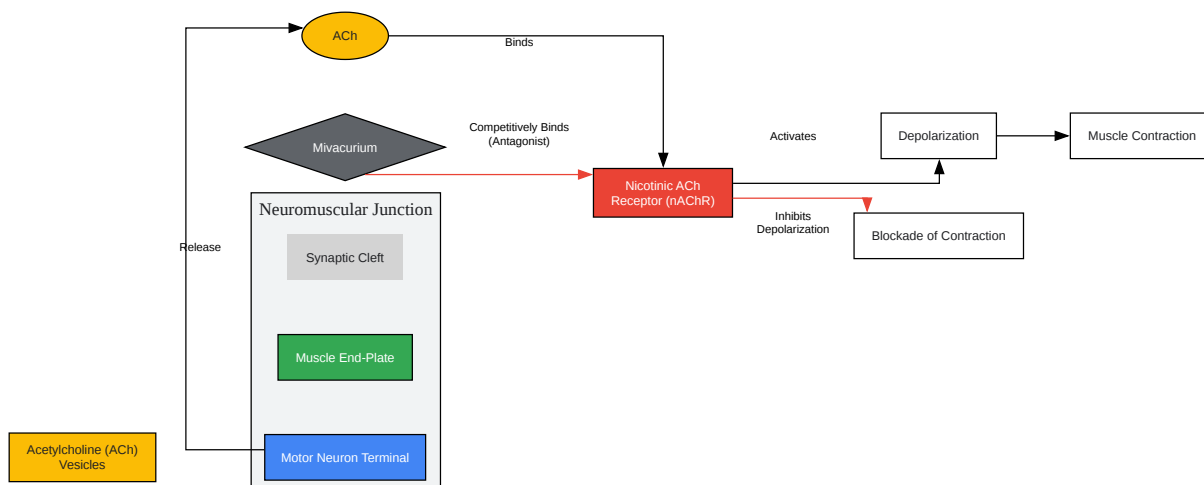 ACh
Binds
Mivacurium
Competitively Binds
(Antagonist)
Activates
Depolarization
Muscle Contraction
Nicotinic ACh
Receptor (nAChR)
Neuromuscular Junction
Inhibits
Depolarization
Blockade of Contraction
Release
Synaptic Cleft
Muscle End-Plate
Acetylcholine (ACh)
Vesicles
Motor Neuron Terminal